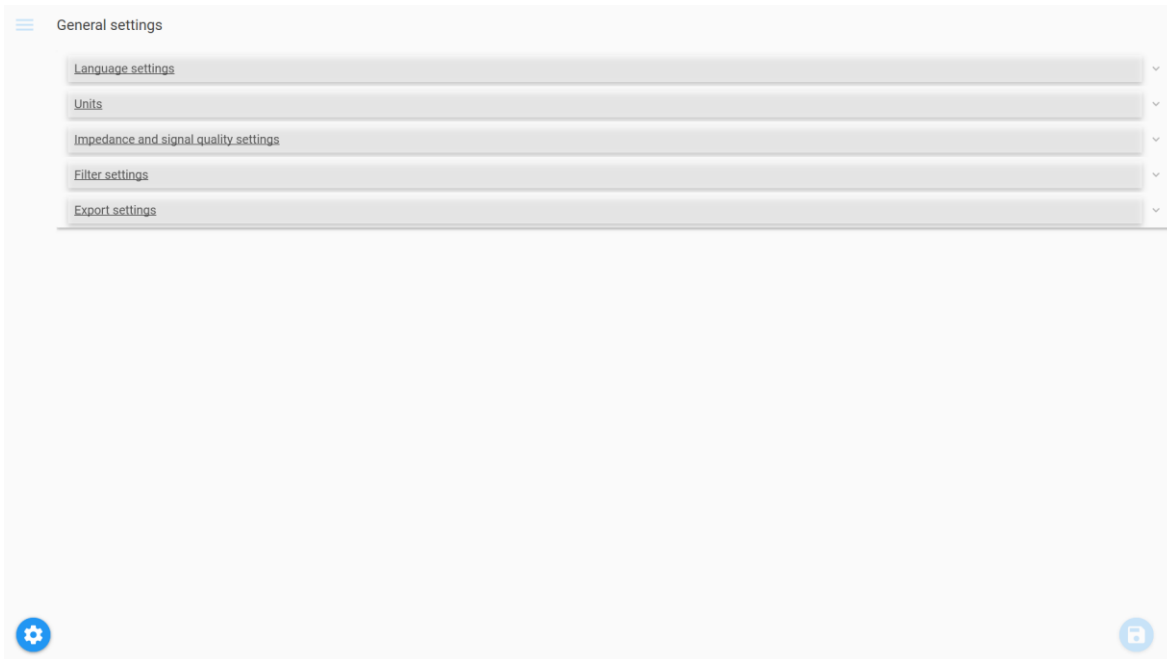 General settings
Language settings
Units
Impedance and signal quality settings
Filter settings
Export settings